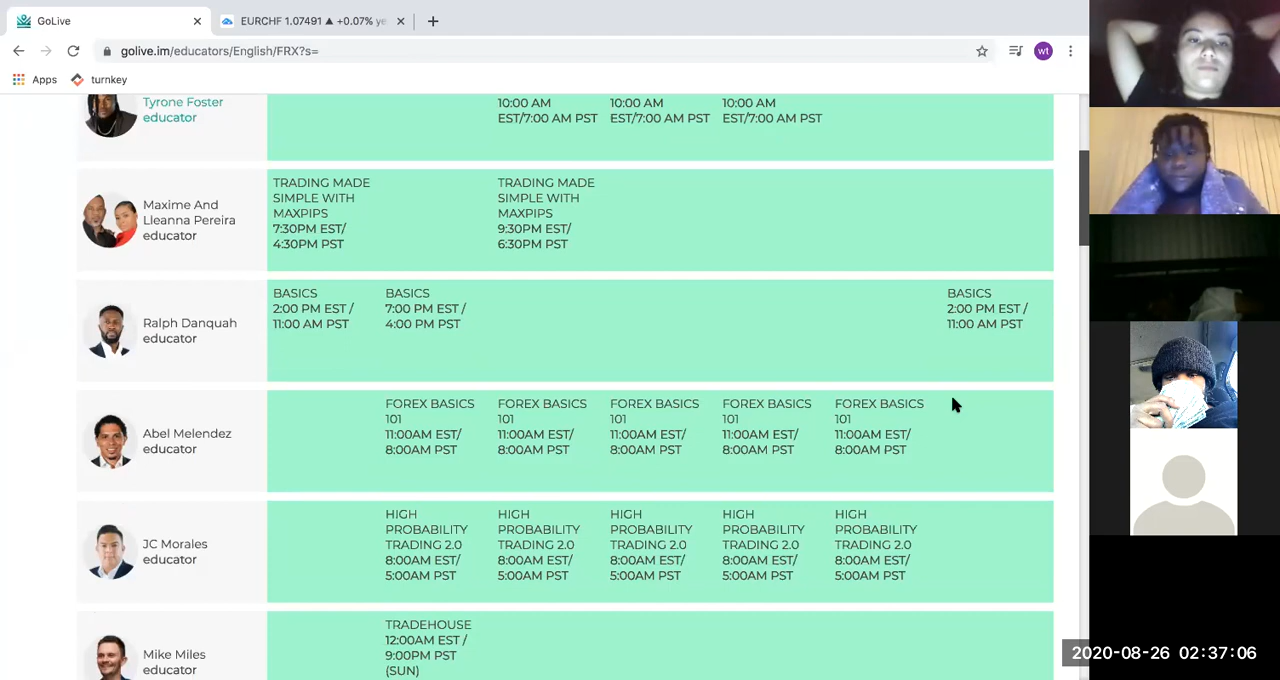 GoLive
EURCHF 1.07491 ▲ +0.07%
golive.im/educators/English/FRX?s=
wt
Apps
turnkey
Tyrone Foster
educator
10:00 AM
EST/7:00 AM PST
10:00 AM
EST/7:00 AM PST
10:00 AM
EST/7:00 AM PST
Maxime And
Lleanna Pereira
educator
TRADING MADE
SIMPLE WITH
MAXPIPS
7:30PM EST/
4:30PM PST
TRADING MADE
SIMPLE WITH
MAXPIPS
9:30PM EST/
6:30PM PST
Ralph Danquah
educator
BASICS
2:00 PM EST /
11:00 AM PST
BASICS
7:00 PM EST /
4:00 PM PST
BASICS
2:00 PM EST /
11:00 AM PST
Abel Melendez
educator
FOREX BASICS
101
11:00AM EST/
8:00AM PST
FOREX BASICS
101
11:00AM EST/
8:00AM PST
FOREX BASICS
101
11:00AM EST/
8:00AM PST
FOREX BASICS
101
11:00AM EST/
8:00AM PST
FOREX BASICS
101
11:00AM EST/
8:00AM PST
JC Morales
educator
HIGH
PROBABILITY
TRADING 2.0
8:00AM EST/
5:00AM PST
HIGH
PROBABILITY
TRADING 2.0
8:00AM EST/
5:00AM PST
HIGH
PROBABILITY
TRADING 2.0
8:00AM EST/
5:00AM PST
HIGH
PROBABILITY
TRADING 2.0
8:00AM EST/
5:00AM PST
HIGH
PROBABILITY
TRADING 2.0
8:00AM EST/
5:00AM PST
Mike Miles
educator
TRADEHOUSE
12:00AM EST /
9:00PM PST
(SUN)
2020-08-26 02:37:06